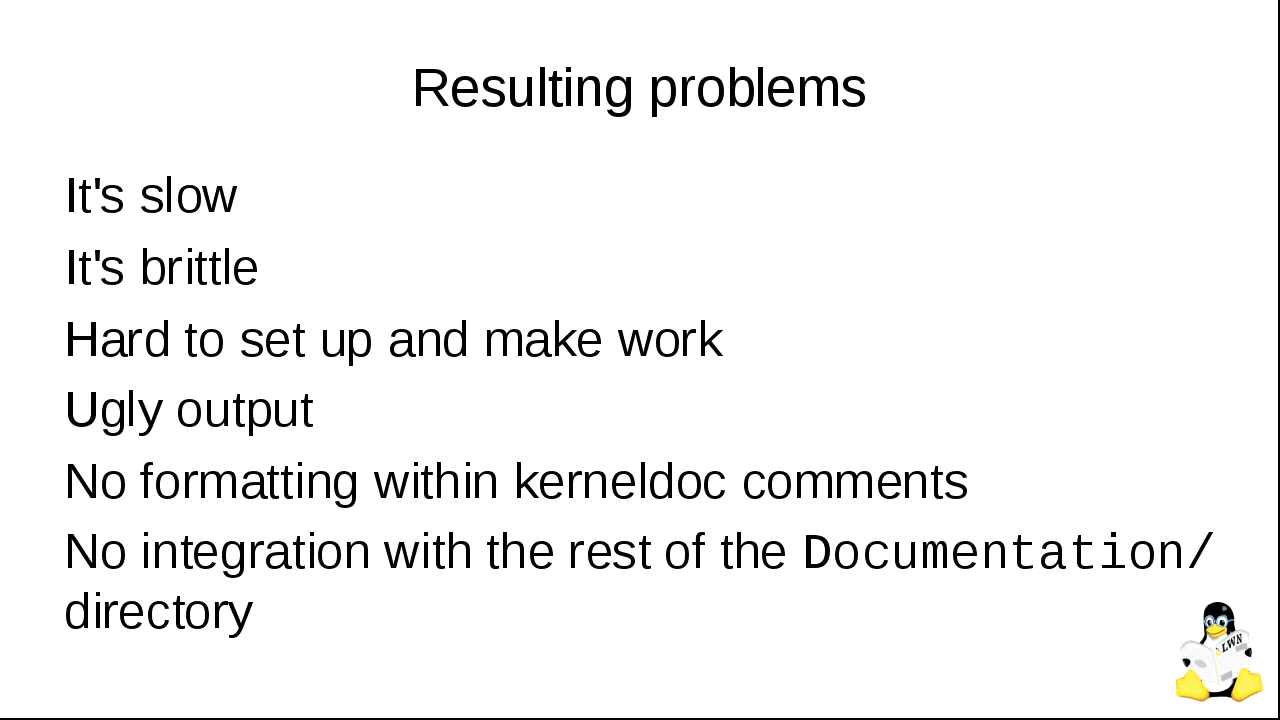 Resulting problems
It's slow
It's brittle
Hard to set up and make work
Ugly output
No formatting within kerneldoc comments
No integration with the rest of the Documentation/
directory
LWN